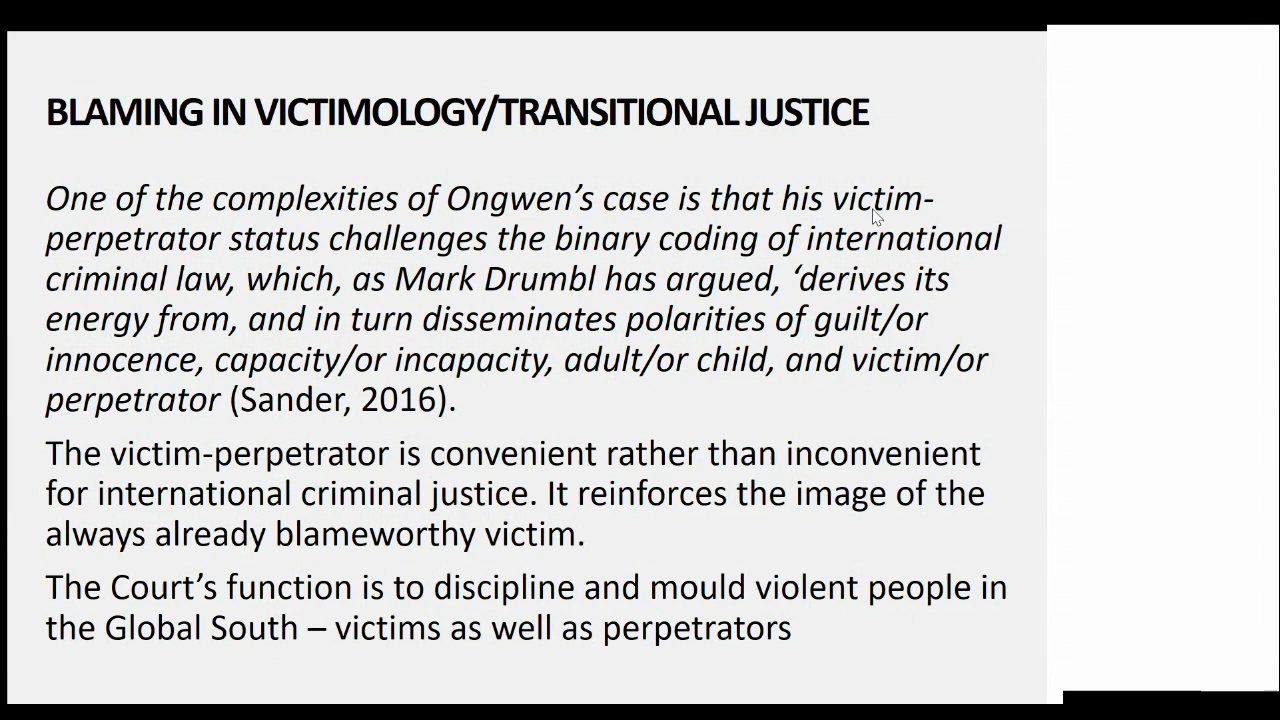 BLAMING IN VICTIMOLOGY/TRANSITIONAL JUSTICE
One of the complexities of Ongwen’s case is that his victim-
perpetrator status challenges the binary coding of international
criminal law, which, as Mark Drumbl has argued, ‘derives its
energy from, and in turn disseminates polarities of guilt/or
innocence, capacity/or incapacity, adult/or child, and victim/or
perpetrator (Sander, 2016).
The victim-perpetrator is convenient rather than inconvenient
for international criminal justice. It reinforces the image of the
always already blameworthy victim.
The Court’s function is to discipline and mould violent people in
the Global South – victims as well as perpetrators